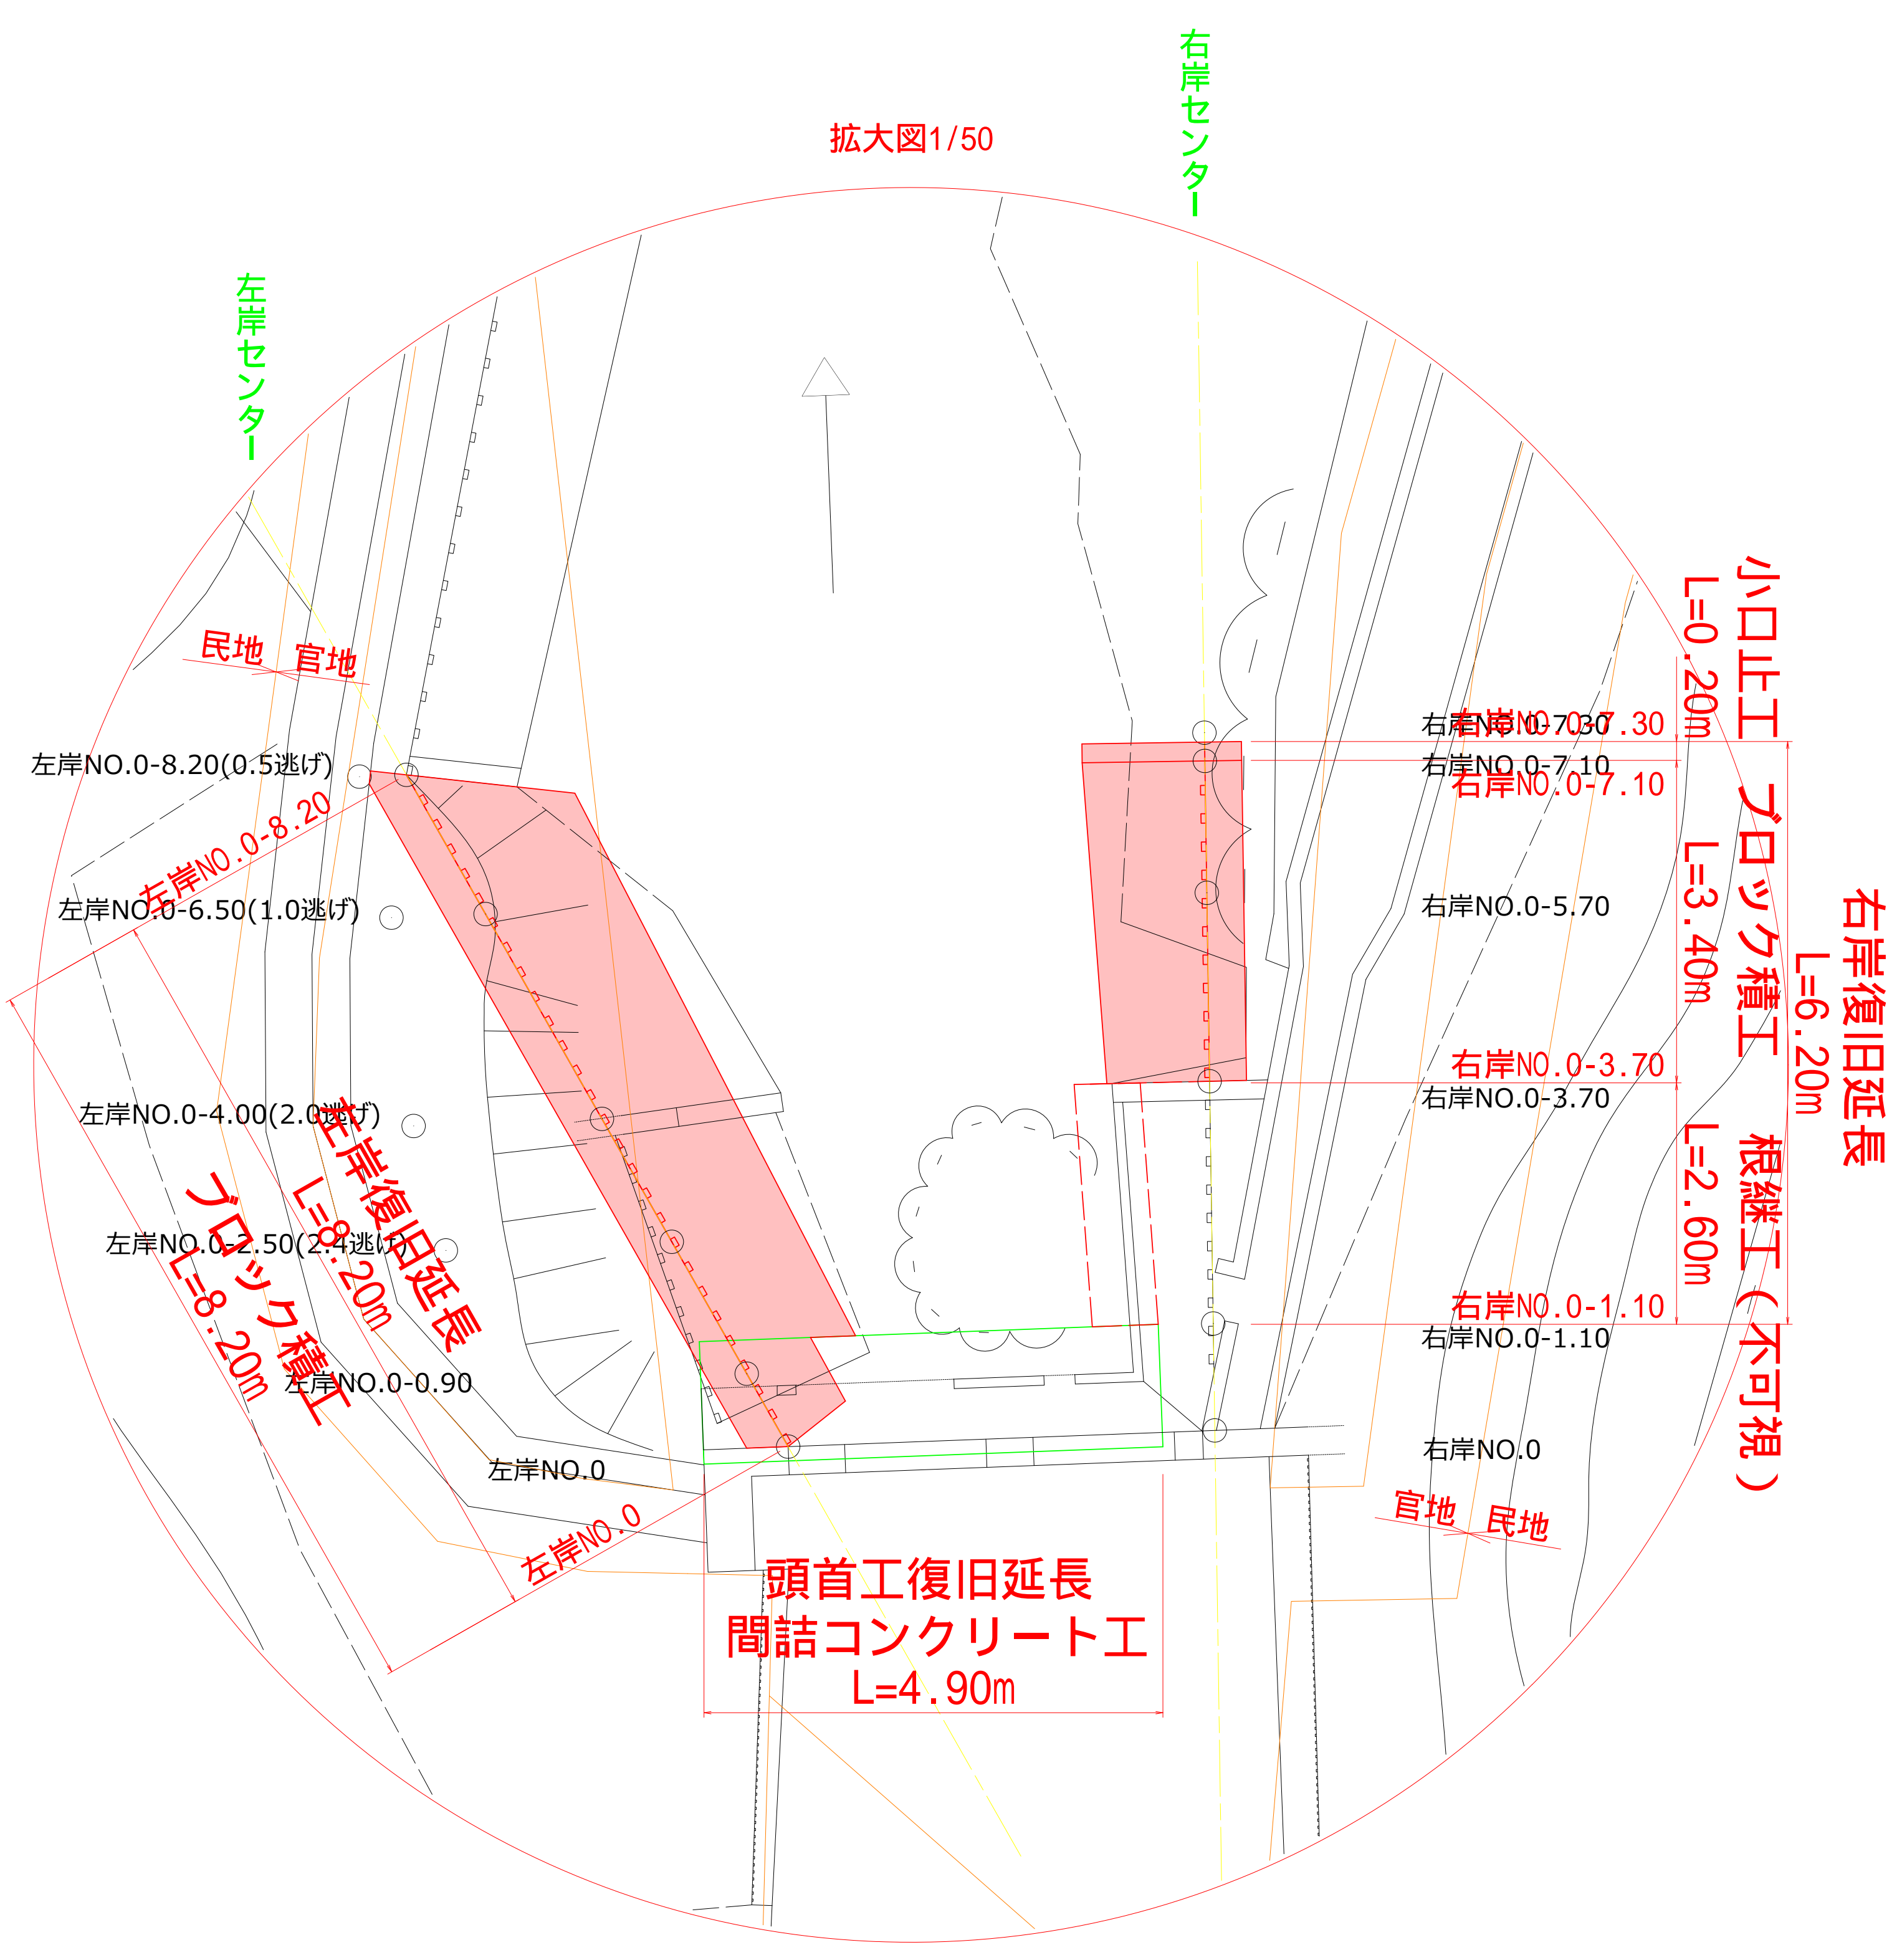 拡大図1/50
右岸センター
左岸センター
民地
官地
左岸NO.0-8.20(0.5逃げ)
左岸NO.0-8.20
左岸NO.0-6.50(1.0逃げ)
左岸NO.0-4.00(2.0逃げ)
左岸NO.0-2.50(2.4逃げ)
左岸NO.0-0.90
左岸NO.0
左岸NO.0
左岸復旧延長
L=8.20m
ブロック積工
L=8.20m
頭首工復旧延長
間詰コンクリート工
L=4.90m
小口止工
L=0.20m
ブロック積工
L=3.40m
根継工(不可視)
L=2.60m
右岸復旧延長
L=6.20m
右岸NO.0-7.30
右岸NO.0-7.30
右岸NO.0-7.10
右岸NO.0-7.10
右岸NO.0-5.70
右岸NO.0-3.70
右岸NO.0-3.70
右岸NO.0-1.10
右岸NO.0-1.10
右岸NO.0
官地
民地